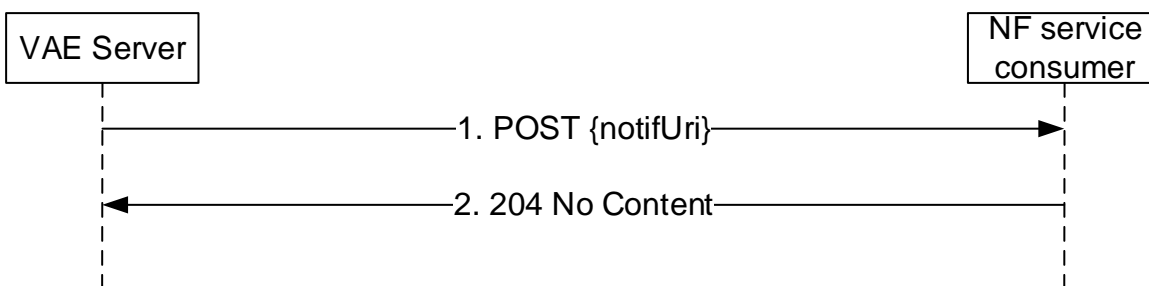 VAE Server
NF service
consumer
1. POST {notifUri}
2. 204 No Content